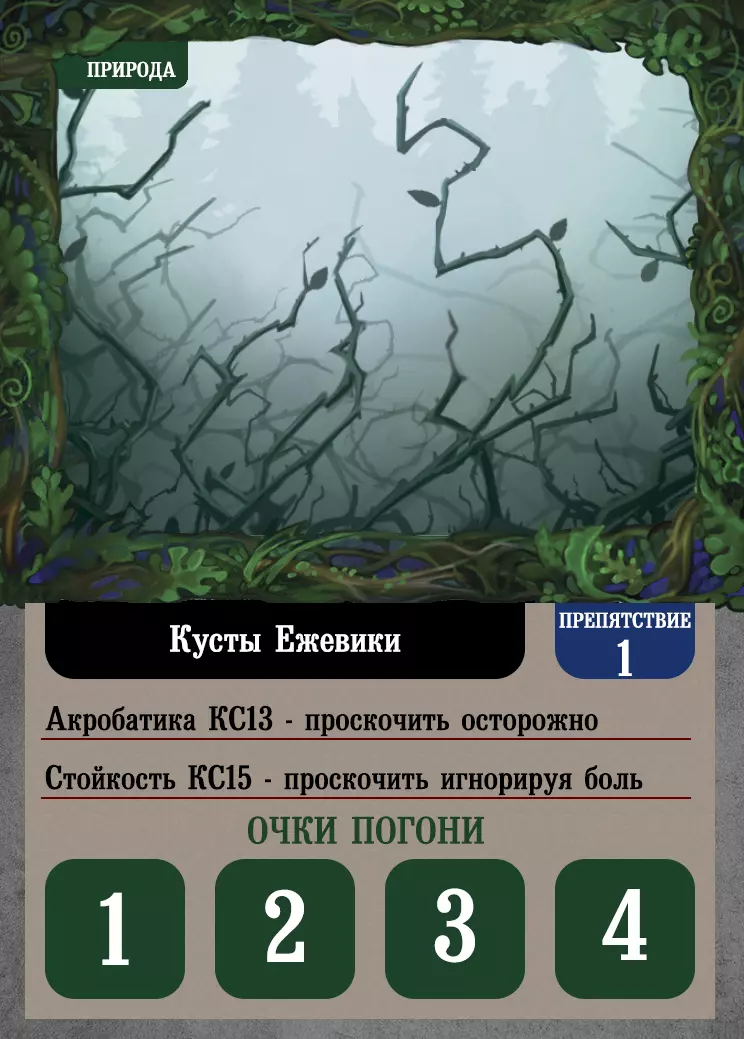 ПРИРОДА
Кусты Ежевики
ПРЕПЯТСТВИЕ
1
Акробатика КС13 - проскочить осторожно
Стойкость КС15 - проскочить игнорируя боль
ОЧКИ ПОГОНИ
1 2 3 4